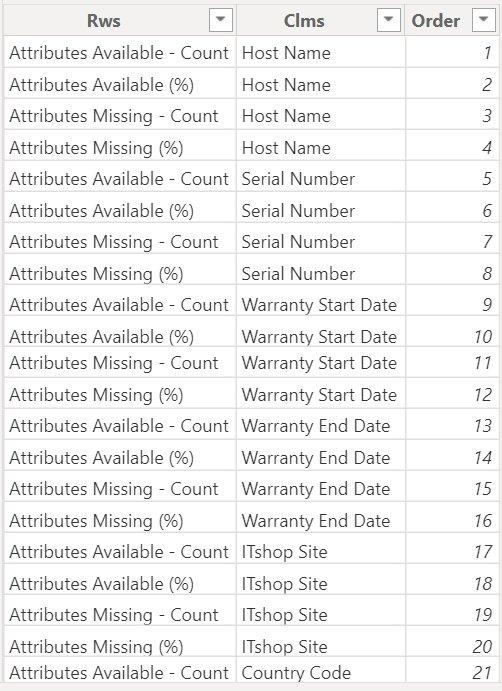 Rws Clms Order
Attributes Available - Count Host Name 1
Attributes Available (%) Host Name 2
Attributes Missing - Count Host Name 3
Attributes Missing (%) Host Name 4
Attributes Available - Count Serial Number 5
Attributes Available (%) Serial Number 6
Attributes Missing - Count Serial Number 7
Attributes Missing (%) Serial Number 8
Attributes Available - Count Warranty Start Date 9
Attributes Available (%) Warranty Start Date 10
Attributes Missing - Count Warranty Start Date 11
Attributes Missing (%) Warranty Start Date 12
Attributes Available - Count Warranty End Date 13
Attributes Available (%) Warranty End Date 14
Attributes Missing - Count Warranty End Date 15
Attributes Missing (%) Warranty End Date 16
Attributes Available - Count ITshop Site 17
Attributes Available (%) ITshop Site 18
Attributes Missing - Count ITshop Site 19
Attributes Missing (%) ITshop Site 20
Attributes Available - Count Country Code 21